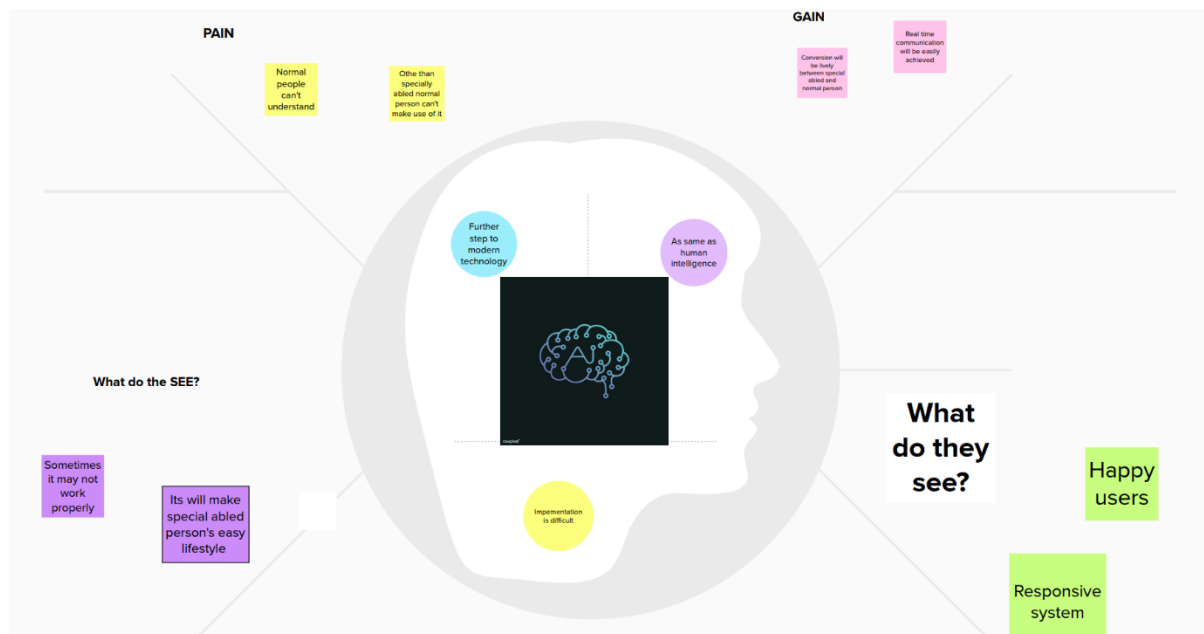 PAIN
GAIN
Normal
people
can't
understand
Othe than
specially
abled normal
person can't
make use of it
Conversion will
be lively
between special
abled and
normal person
Real time
communication
will be easily
achieved
Further
step to
modern
technology
As same as
human
intelligence
AI
What do the SEE?
Sometimes
it may not
work
properly
Its will make
special abled
person's easy
lifestyle
Impementation
is difficult
What
do they
see?
Happy
users
Responsive
system